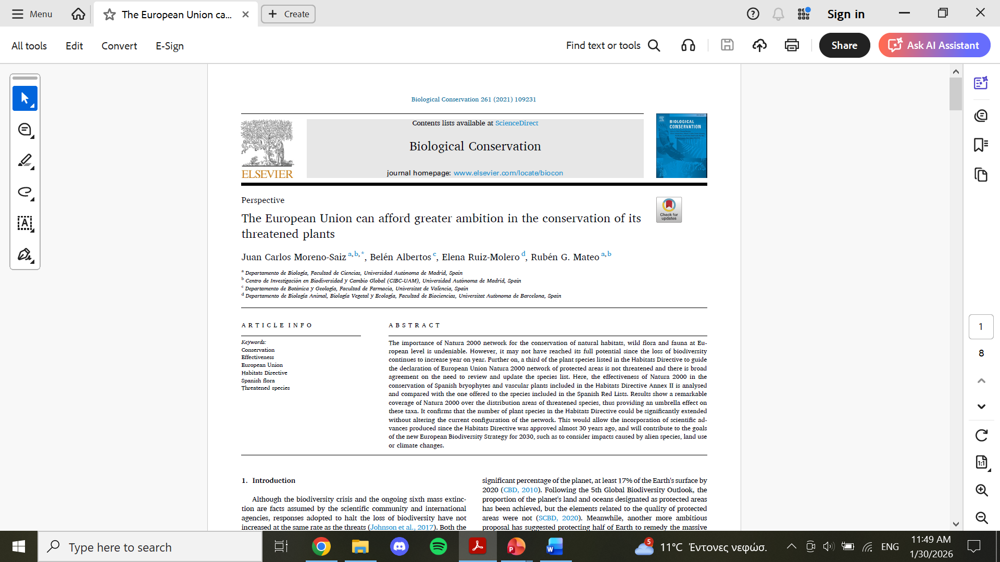 Menu
The European Union ca...
Create
Sign in
All tools
Edit
Convert
E-Sign
Find text or tools
Share
Ask AI Assistant
Biological Conservation 261 (2021) 109231
Contents lists available at ScienceDirect
Biological Conservation
journal homepage: www.elsevier.com/locate/biocon
ELSEVIER
BIOLOGICAL
CONSERVATION
Perspective
The European Union can afford greater ambition in the conservation of its
threatened plants
Check for
updates
Juan Carlos Moreno-Saiz a,b,*, Belén Albertos c, Elena Ruiz-Molero d, Rubén G. Mateo a,b
a Departamento de Biología, Facultad de Ciencias, Universidad Autónoma de Madrid, Spain
b Centro de Investigación en Biodiversidad y Cambio Global (CIBC-UAM), Universidad Autónoma de Madrid, Spain
c Departamento de Botánica y Geología, Facultad de Farmacia, Universitat de València, Spain
d Departamento de Biología Animal, Biología Vegetal y Ecología, Facultad de Biociencias, Universitat Autònoma de Barcelona, Spain
ARTICLE INFO
Keywords:
Conservation
Effectiveness
European Union
Habitats Directive
Spanish flora
Threatened species
ABSTRACT
The importance of Natura 2000 network for the conservation of natural habitats, wild flora and fauna at Eu-
ropean level is undeniable. However, it may not have reached its full potential since the loss of biodiversity
continues to increase year on year. Further on, a third of the plant species listed in the Habitats Directive to guide
the declaration of European Union Natura 2000 network of protected areas is not threatened and there is broad
agreement on the need to review and update the species list. Here, the effectiveness of Natura 2000 in the
conservation of Spanish bryophytes and vascular plants included in the Habitats Directive Annex II is analysed
and compared with the one offered to the species included in the Spanish Red Lists. Results show a remarkable
coverage of Natura 2000 over the distribution areas of threatened species, thus providing an umbrella effect on
these taxa. It confirms that the number of plant species in the Habitats Directive could be significantly extended
without altering the current configuration of the network. This would allow the incorporation of scientific ad-
vances produced since the Habitats Directive was approved almost 30 years ago, and will contribute to the goals
of the new European Biodiversity Strategy for 2030, such as to consider impacts caused by alien species, land use
or climate changes.
1. Introduction
Although the biodiversity crisis and the ongoing sixth mass extinc-
tion are facts assumed by the scientific community and international
agencies, responses adopted to halt the loss of biodiversity have not
increased at the same rate as the threats (Johnson et al., 2017). Both the
significant percentage of the planet, at least 17% of the Earth's surface by
2020 (CBD, 2010). Following the 5th Global Biodiversity Outlook, the
proportion of the planet's land and oceans designated as protected areas
has been achieved, but the elements related to the quality of protected
areas were not (SCBD, 2020). Meanwhile, another more ambitious
proposal has suggested protecting half of Earth to remedy the massive
1
8
1:1
Type here to search
5
11°C Έντονες νεφώσ.
ENG
11:49 AM
1/30/2026